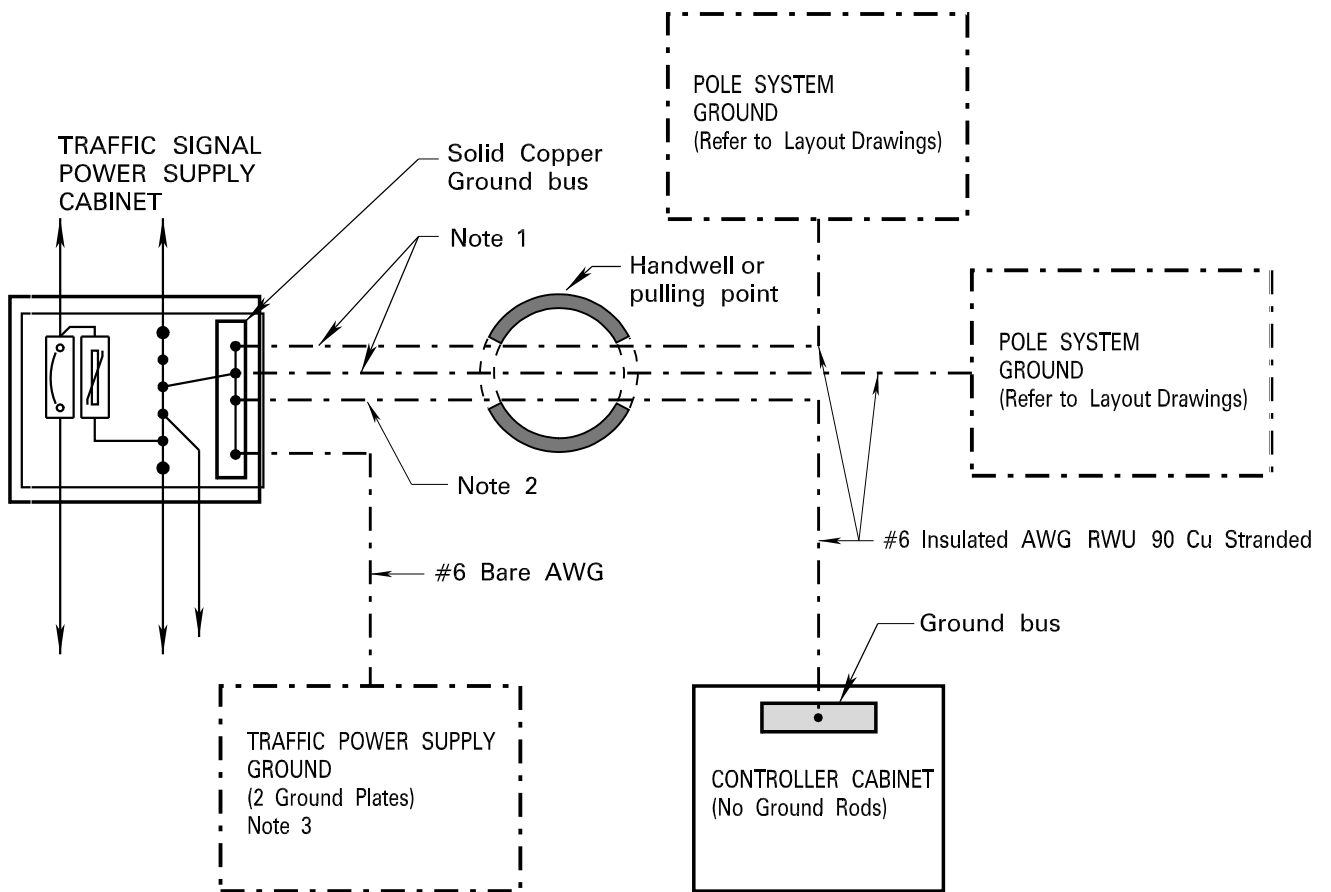 POLE SYSTEM
GROUND
(Refer to Layout Drawings)
TRAFFIC SIGNAL
POWER SUPPLY
CABINET
Solid Copper
Ground bus
Note 1
Handwell or
pulling point
POLE SYSTEM
GROUND
(Refer to Layout Drawings)
Note 2
#6 Insulated AWG RWU 90 Cu Stranded
#6 Bare AWG
Ground bus
TRAFFIC POWER SUPPLY
GROUND
(2 Ground Plates)
Note 3
CONTROLLER CABINET
(No Ground Rods)